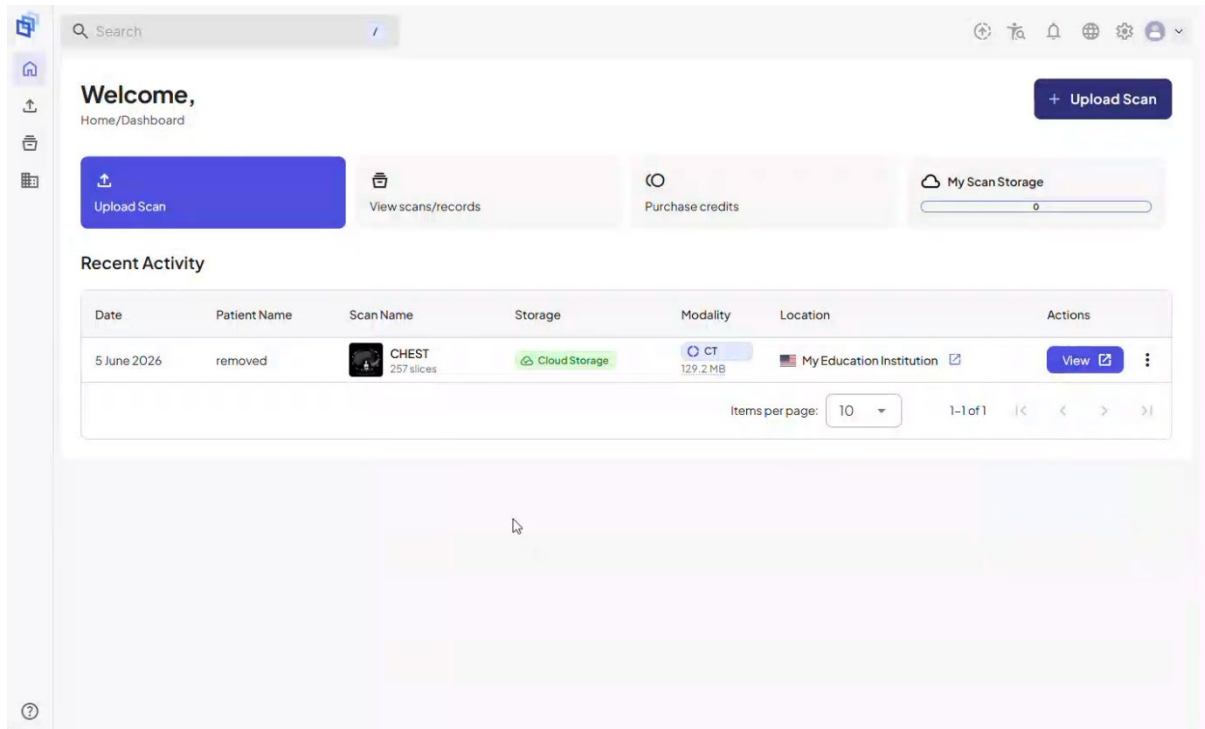 Search /
Welcome,
Home/Dashboard
+ Upload Scan
Upload Scan
View scans/records
Purchase credits
My Scan Storage
0
Recent Activity
Date Patient Name Scan Name Storage Modality Location Actions
5 June 2026 removed CHEST Cloud Storage CT My Education Institution View
257 slices 129.2 MB
Items per page: 10 1-1 of 1